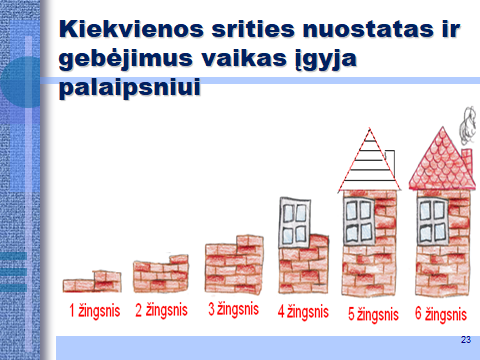 Kiekvienos srities nuostatas ir
gebėjimus vaikas įgyja
palaipsniui
1 žingsnis 2 žingsnis 3 žingsnis 4 žingsnis 5 žingsnis 6 žingsnis
23